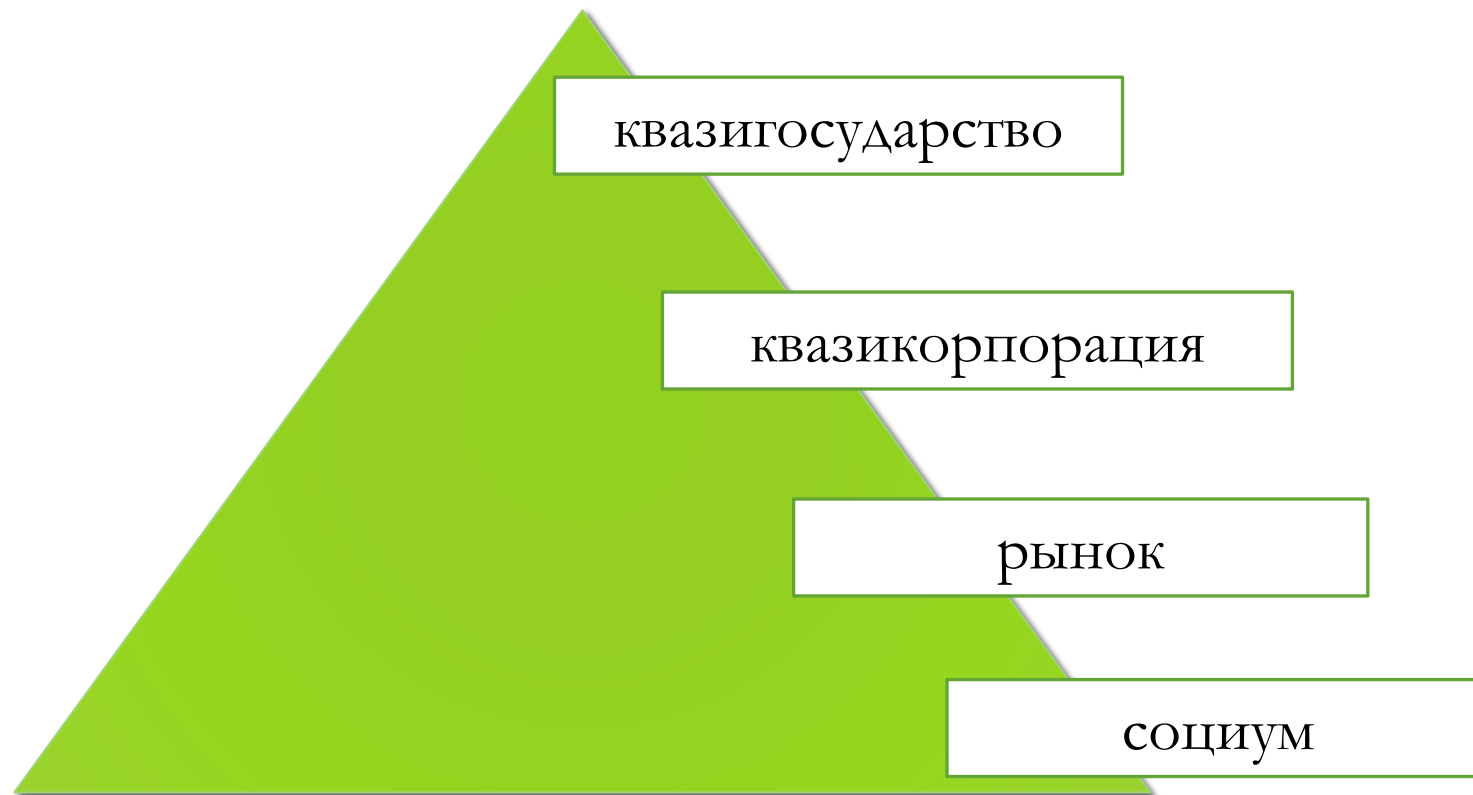 квазигосударство
квазикорпорация
рынок
социум